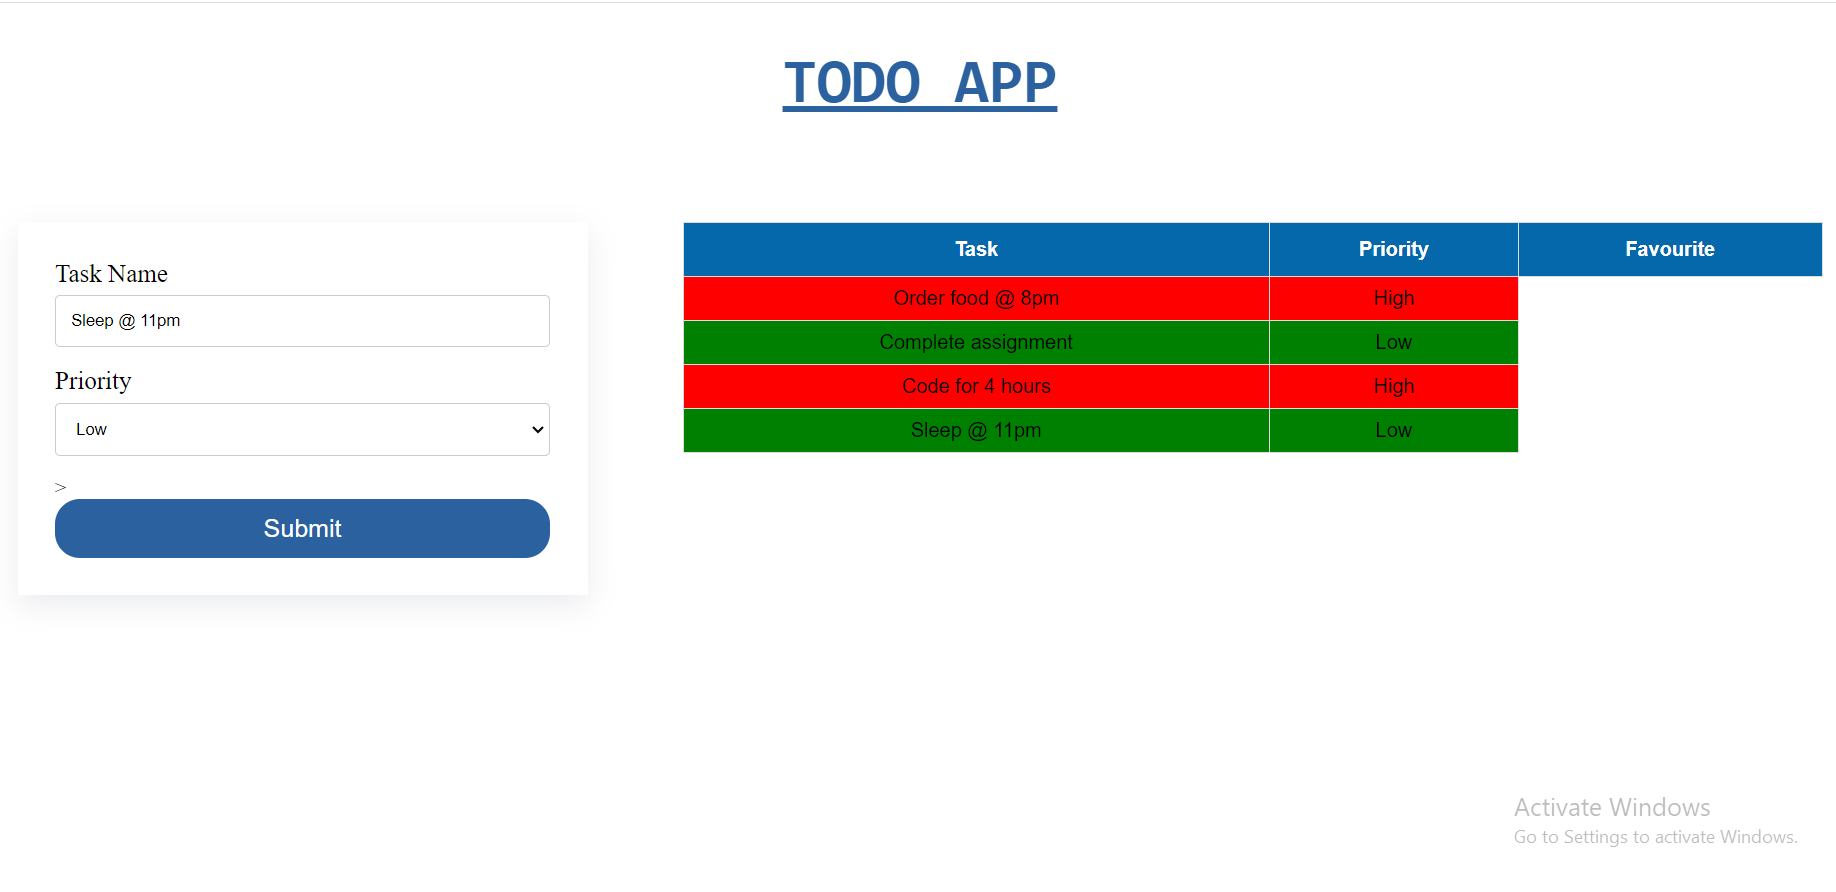 TODO APP
Task Name
Sleep @ 11pm
Priority
Low
>
Submit
Task Priority Favourite
Order food @ 8pm High
Complete assignment Low
Code for 4 hours High
Sleep @ 11pm Low
Activate Windows
Go to Settings to activate Windows.